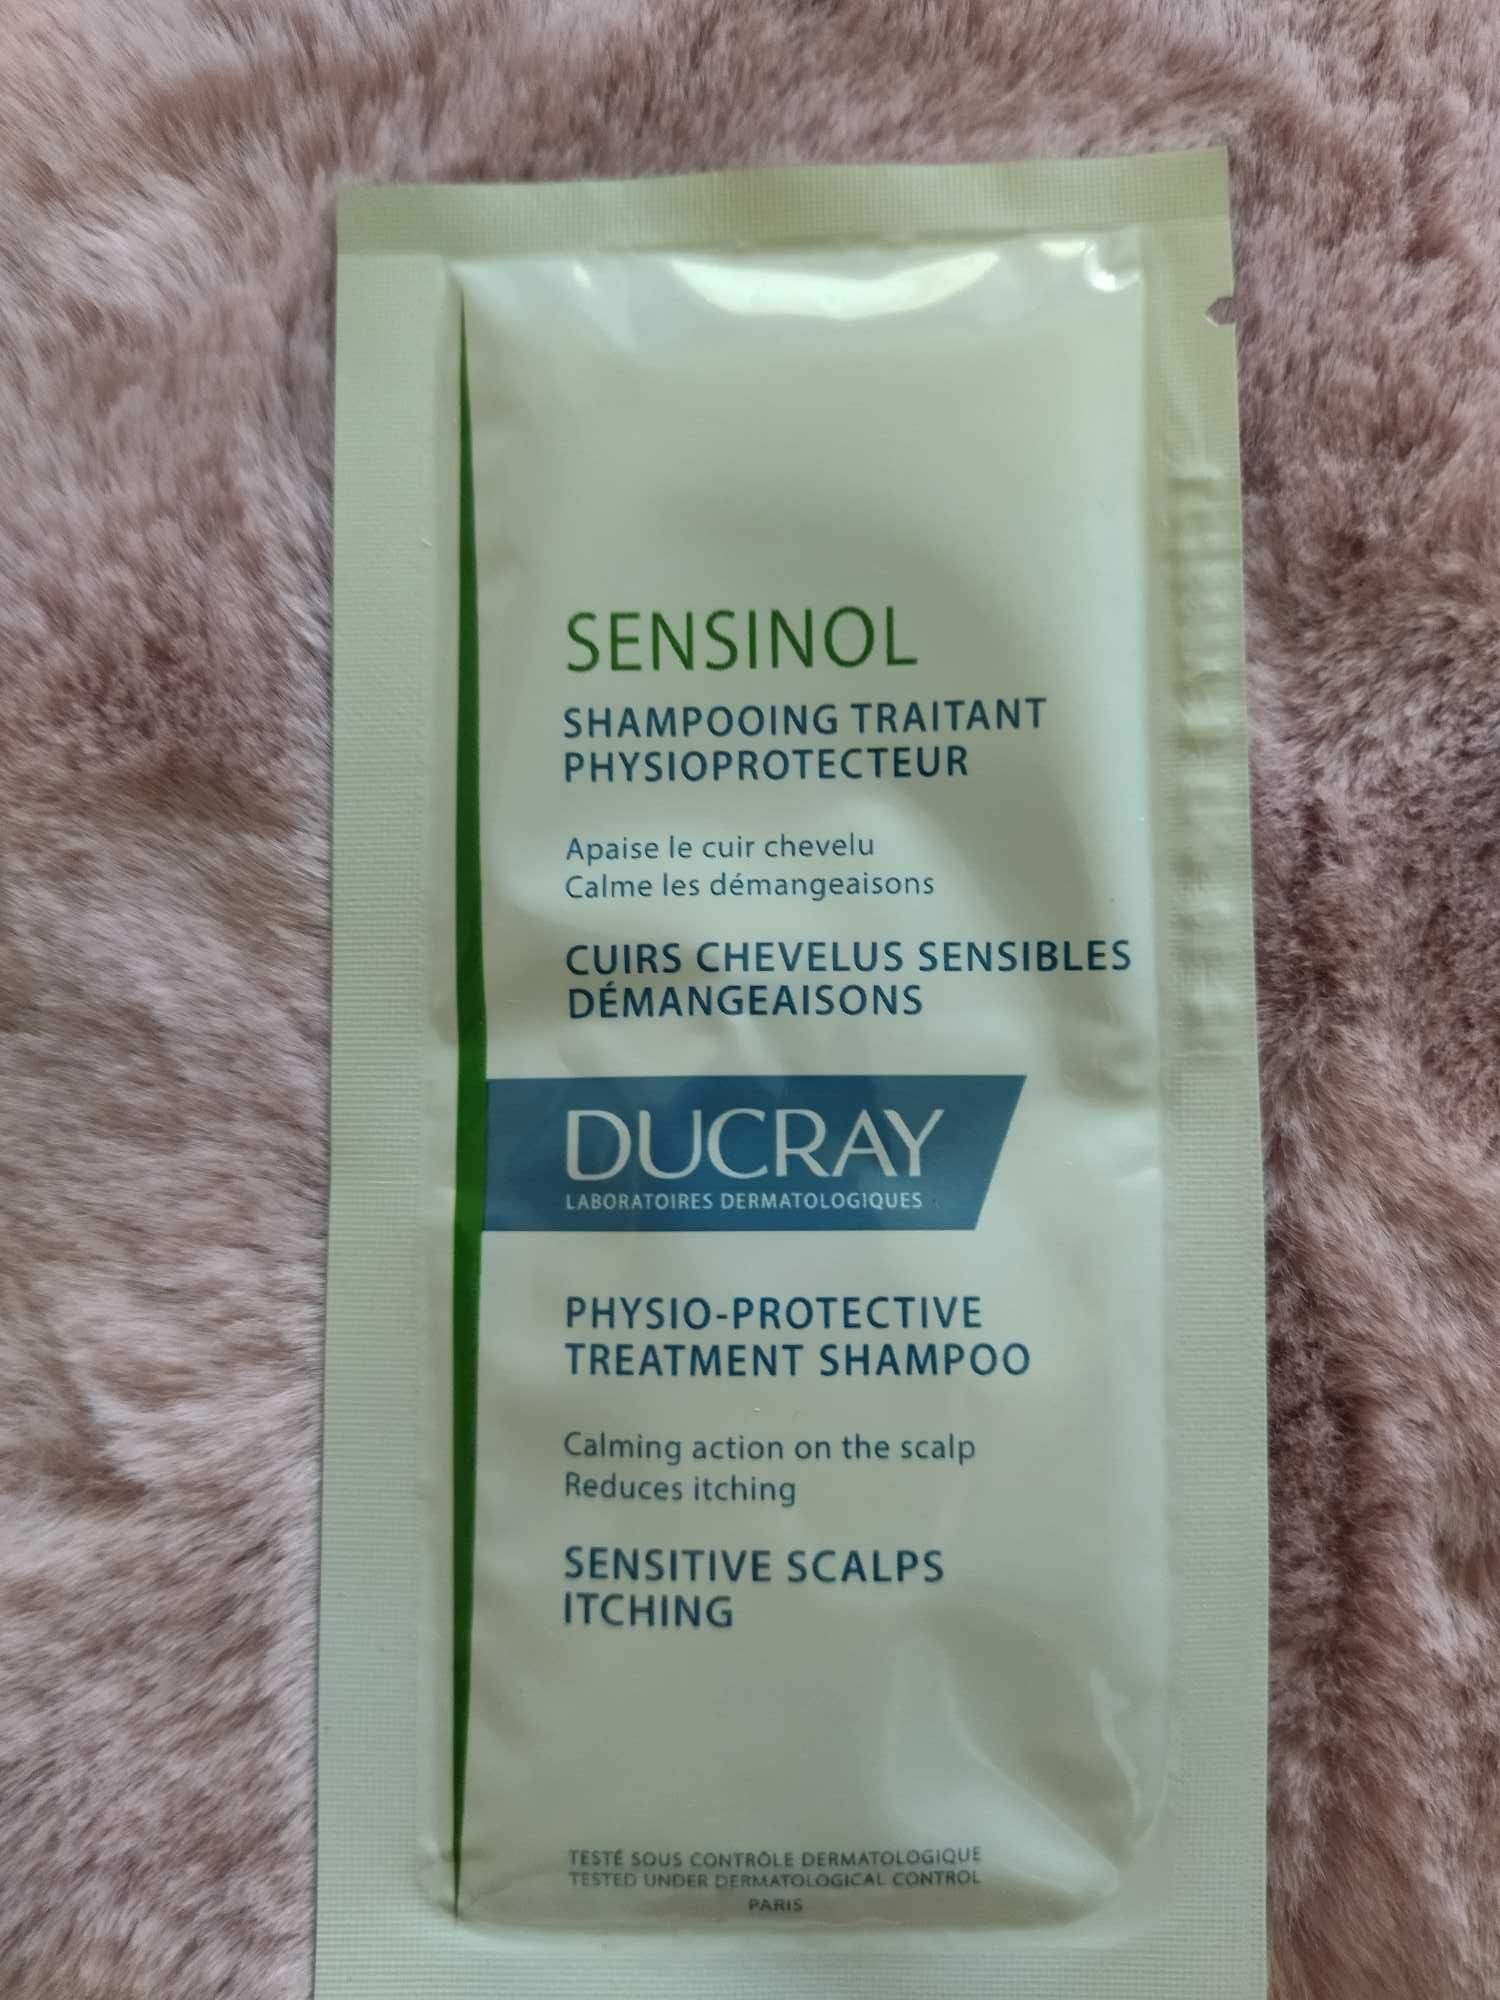 SENSINOL
SHAMPOOING TRAITANT
PHYSIOPROTECTEUR
Apaise le cuir chevelu
Calme les démangeaisons
CUIRS CHEVELUS SENSIBLES
DÉMANGEAISONS
DUCRAY
LABORATOIRES DERMATOLOGIQUES
PHYSIO-PROTECTIVE
TREATMENT SHAMPOO
Calming action on the scalp
Reduces itching
SENSITIVE SCALPS
ITCHING
TESTÉ SOUS CONTRÔLE DERMATOLOGIQUE
TESTED UNDER DERMATOLOGICAL CONTROL
PARIS